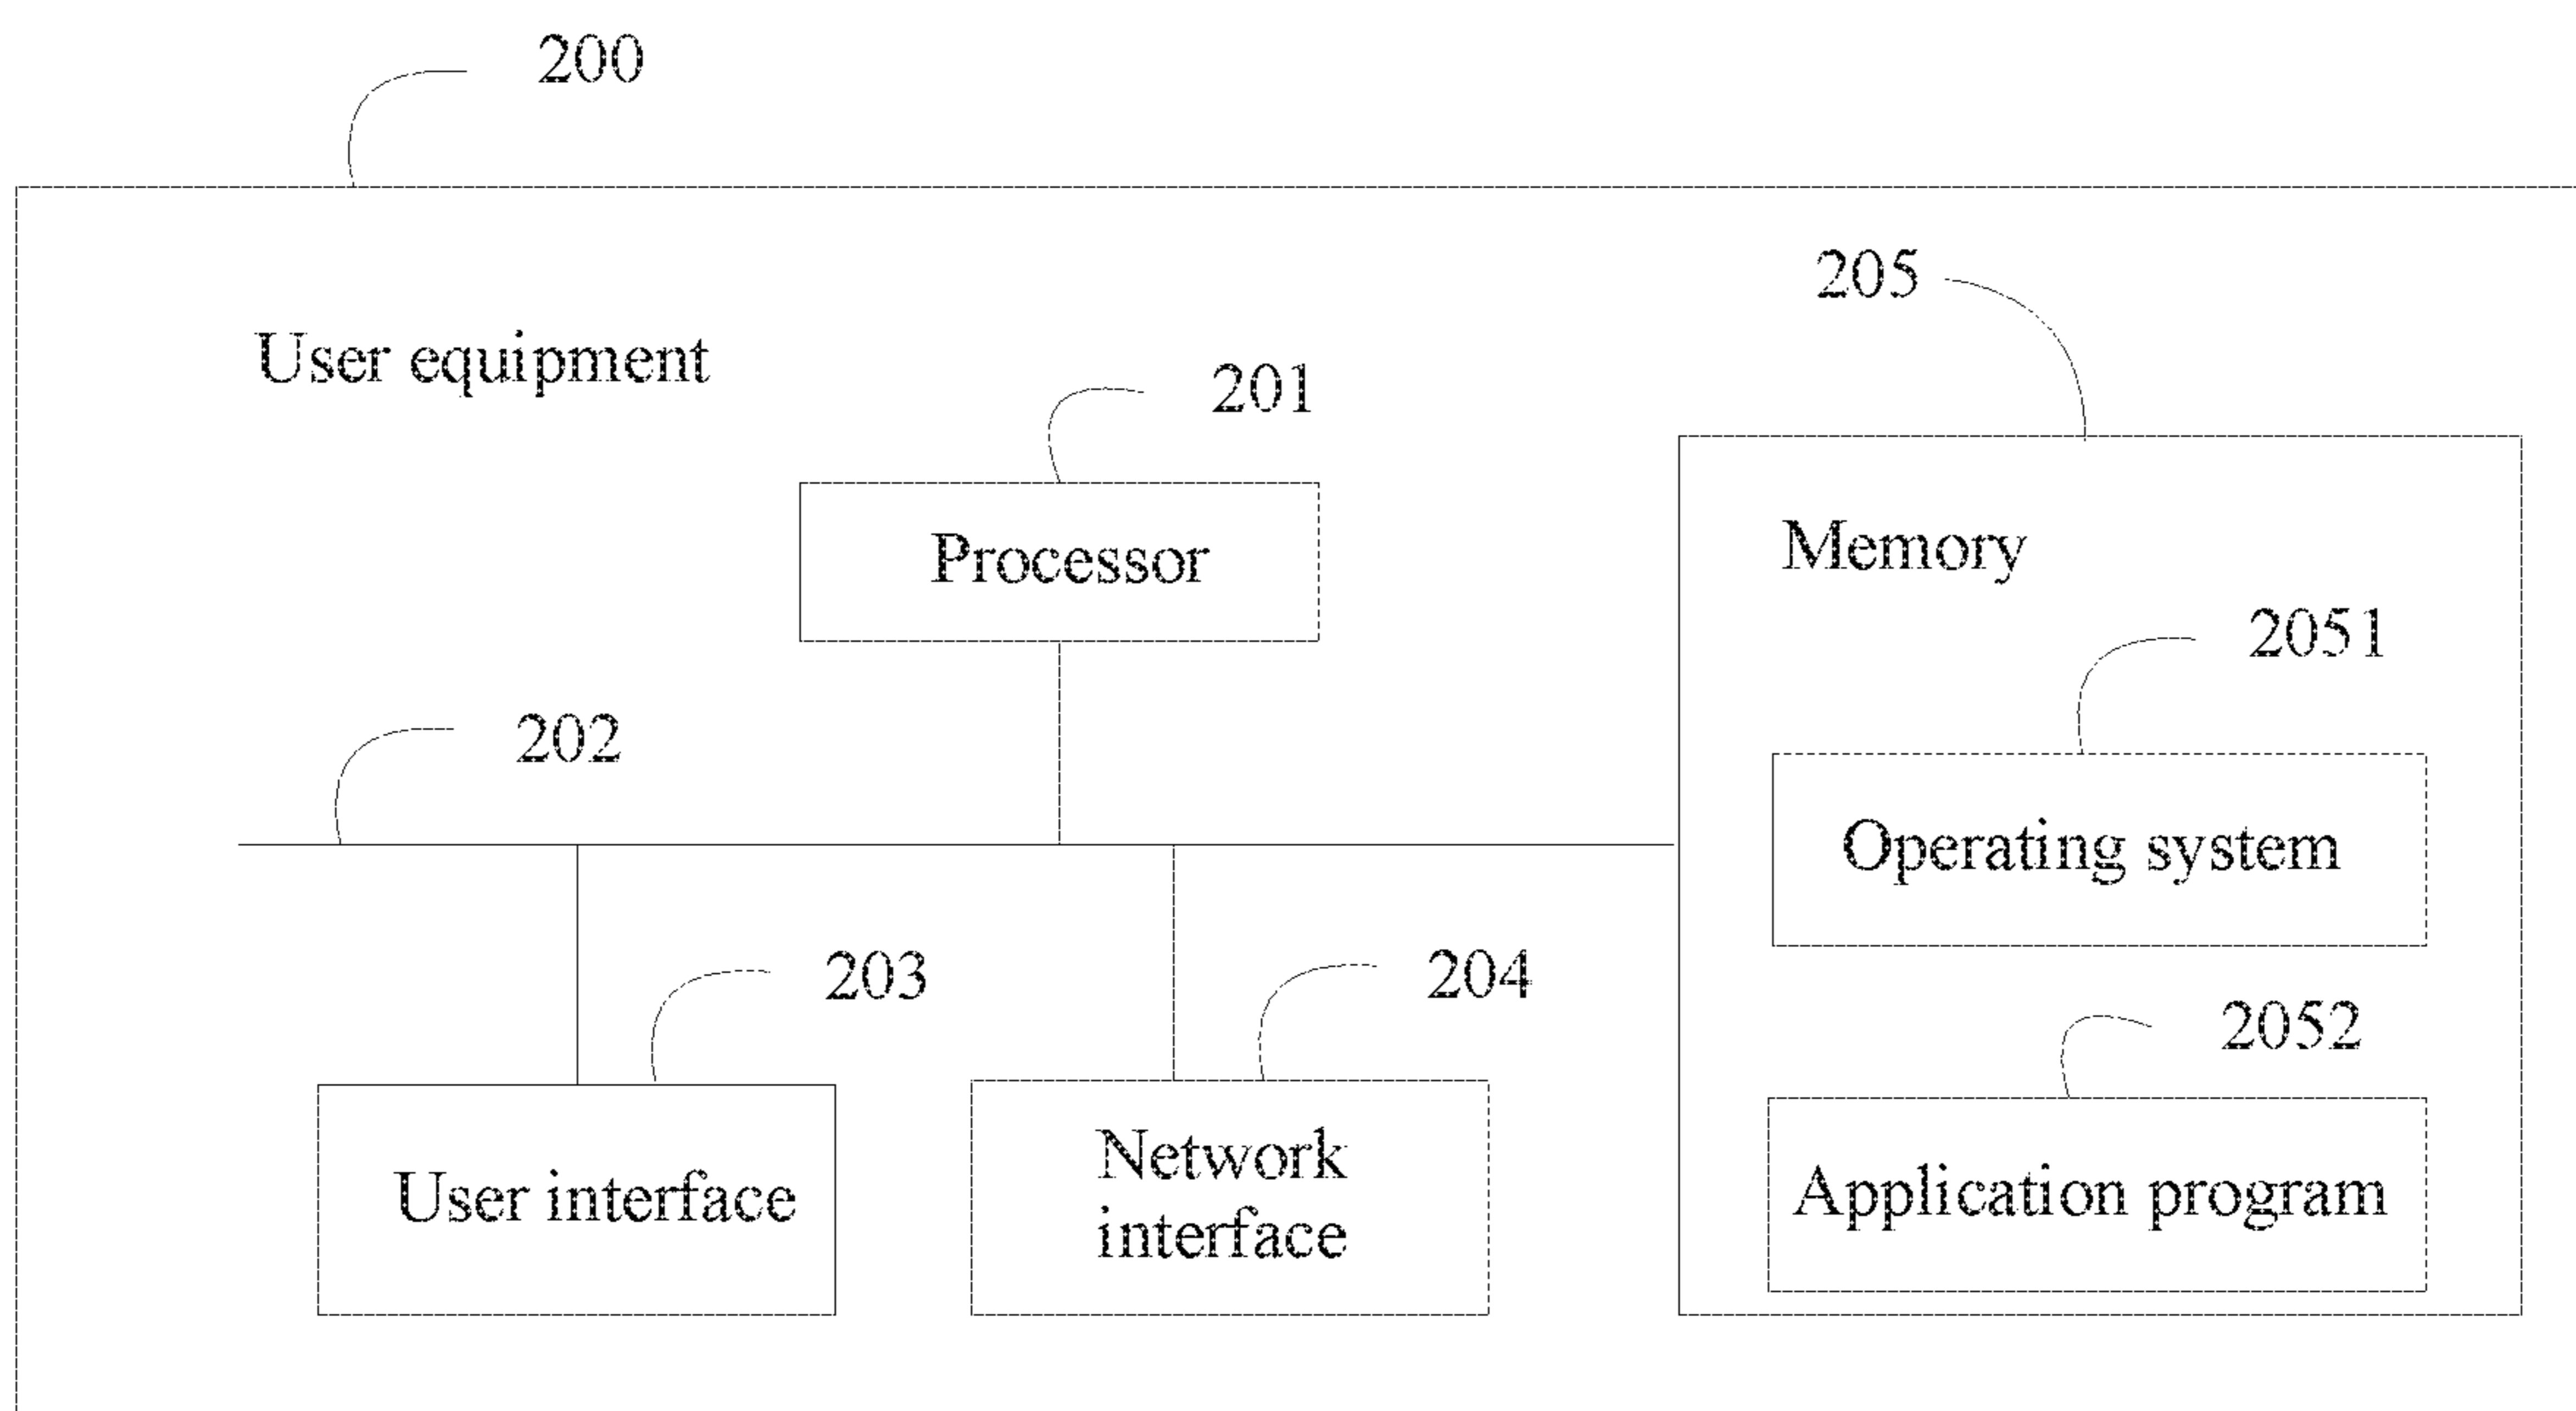 200
205
User equipment
201
Processor
Memory
2051
202
Operating system
203
204
2052
User interface
Network
interface
Application program